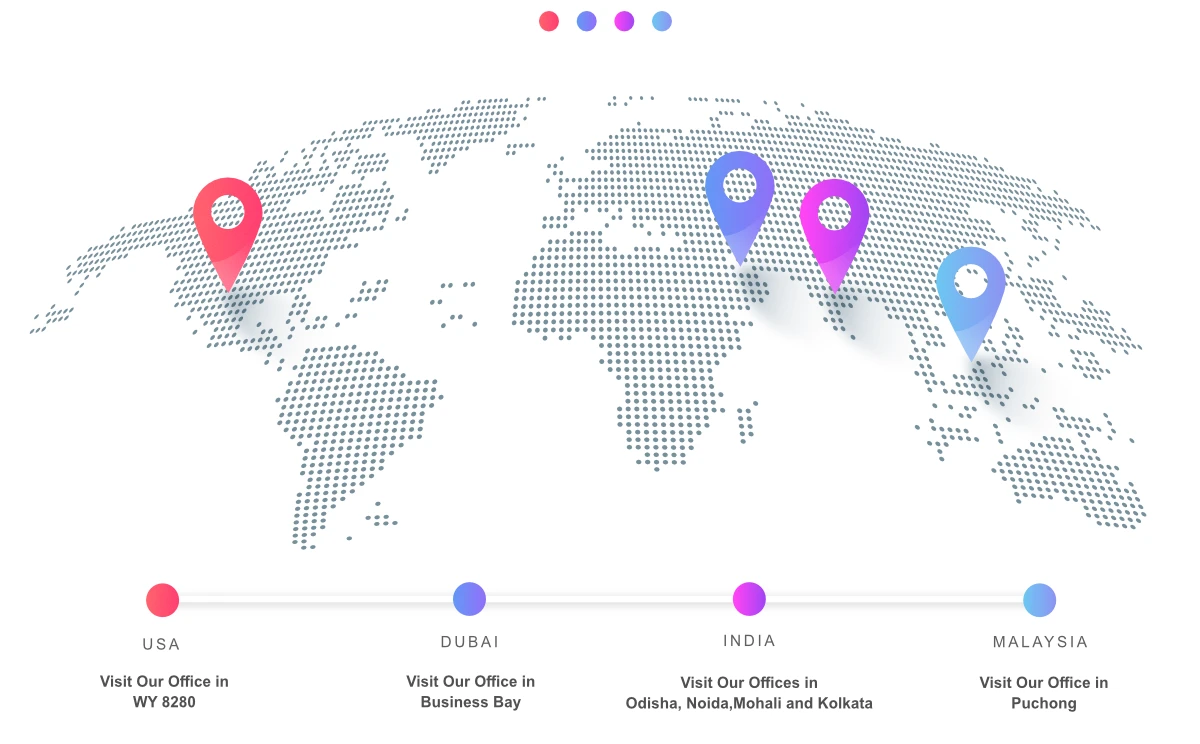 USA
Visit Our Office in
WY 8280
DUBAI
Visit Our Office in
Business Bay
INDIA
Visit Our Offices in
Odisha, Noida,Mohali and Kolkata
MALAYSIA
Visit Our Office in
Puchong